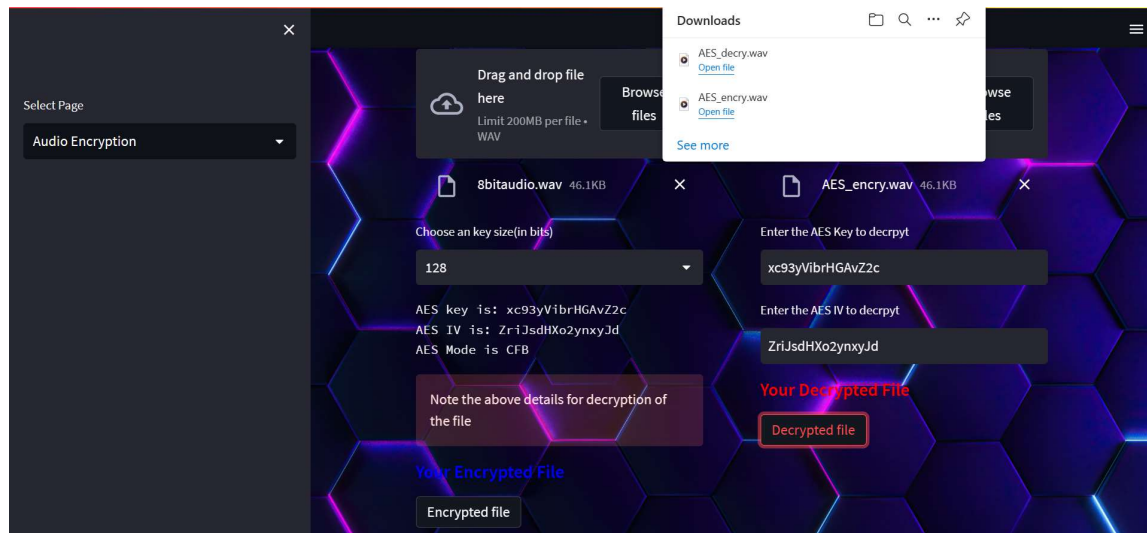 Select Page
Audio Encryption
Drag and drop file
here
Limit 200MB per file •
WAV
Browse
files
Downloads
AES_decry.wav
Open file
AES_encry.wav
Open file
See more
8bitaudio.wav 46.1KB
Choose an key size(in bits)
128
AES key is: xc93yVibrHGAvZ2c
AES IV is: ZriJsdHXo2ynxyJd
AES Mode is CFB
Note the above details for decryption of
the file
Your Encrypted File
Encrypted file
AES_encry.wav 46.1KB
Enter the AES Key to decrpyt
xc93yVibrHGAvZ2c
Enter the AES IV to decrpyt
ZriJsdHXo2ynxyJd
Your Decrypted File
Decrypted file